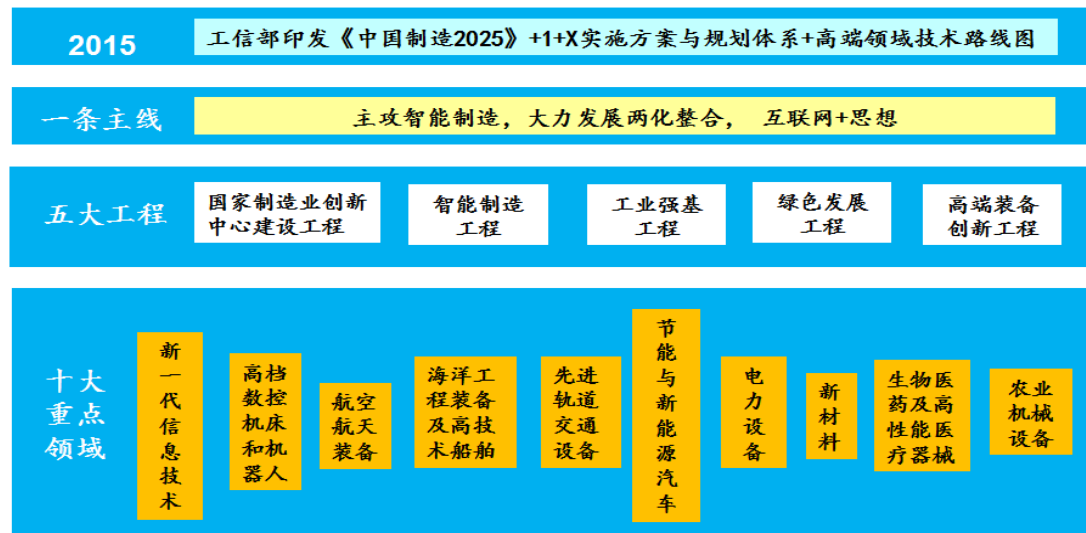 2015
工信部印发《中国制造2025》+1+X实施方案与规划体系+高端领域技术路线图
一条主线
主攻智能制造，大力发展两化整合， 互联网+思想
五大工程
国家制造业创新
中心建设工程
智能制造
工程
工业强基
工程
绿色发展
工程
高端装备
创新工程
十大
重点
领域
新
一
代
信
息
技
术
高档
数控
机床
和机
器人
航空
航天
装备
海洋工
程装备
及高技
术船舶
先进
轨道
交通
设备
节
能
与
新
能
源
汽
车
电
力
设
备
新
材
料
生物医
药及高
性能医
疗器械
农业
机械
设备